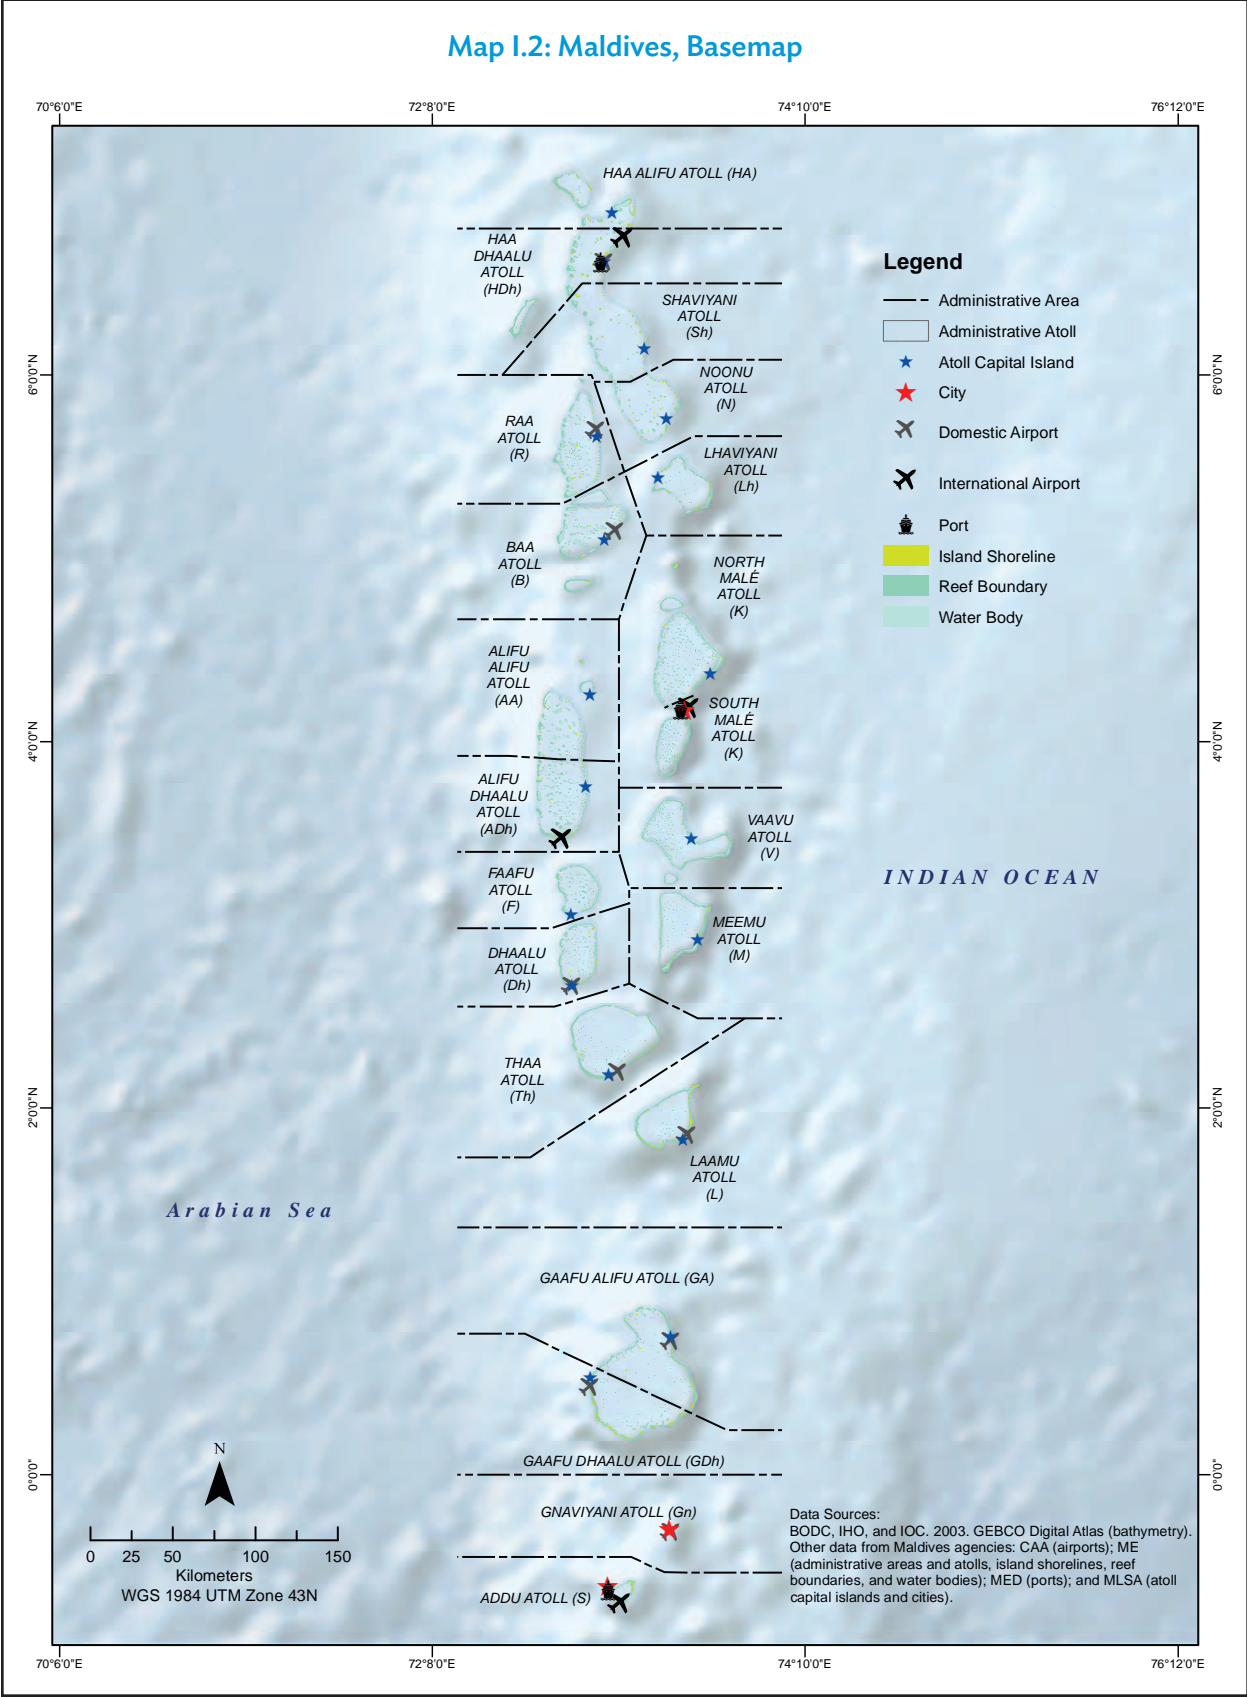 Map I.2: Maldives, Basemap
70°6'0"E
72°8'0"E
74°10'0"E
76°12'0"E
HAA ALIFU ATOLL (HA)
HAA
DHAALU
ATOLL
(HDh)
SHAVIYANI
ATOLL
(Sh)
6°0'0"N
6°0'0"N
NOONU
ATOLL
(N)
RAA
ATOLL
(R)
LHAVIYANI
ATOLL
(Lh)
BAA
ATOLL
(B)
NORTH
MALÉ
ATOLL
(K)
ALIFU
ALIFU
ATOLL
(AA)
SOUTH
MALÉ
ATOLL
(K)
4°0'0"N
4°0'0"N
ALIFU
DHAALU
ATOLL
(ADh)
VAAVU
ATOLL
(V)
FAAFU
ATOLL
(F)
MEEMU
ATOLL
(M)
DHAALU
ATOLL
(Dh)
THAA
ATOLL
(Th)
2°0'0"N
2°0'0"N
LAAMU
ATOLL
(L)
GAAFU ALIFU ATOLL (GA)
GAAFU DHAALU ATOLL (GDh)
0°0'0"
0°0'0"
GNAVIYANI ATOLL (Gn)
ADDU ATOLL (S)
Legend
Administrative Area
Administrative Atoll
Atoll Capital Island
City
Domestic Airport
International Airport
Port
Island Shoreline
Reef Boundary
Water Body
INDIAN OCEAN
Arabian Sea
N
0 25 50 100 150
Kilometers
WGS 1984 UTM Zone 43N
Data Sources:
BODC, IHO, and IOC. 2003. GEBCO Digital Atlas (bathymetry).
Other data from Maldives agencies: CAA (airports); ME
(administrative areas and atolls, island shorelines, reef
boundaries, and water bodies); MED (ports); and MLSA (atoll
capital islands and cities).
70°6'0"E
72°8'0"E
74°10'0"E
76°12'0"E